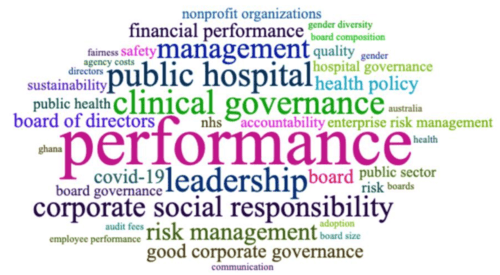 nonprofit organizations
financial performance
gender diversity
board composition
fairness
safety
management
quality
gender
agency costs
directors
public hospital
hospital governance
sustainability
health policy
public health
clinical governance
australia
board of directors
nhs
accountability
enterprise risk management
ghana
performance
health
covid-19
leadership
board
public sector
board governance
risk
boards
corporate social responsibility
audit fees
risk management
adoption
employee performance
board size
good corporate governance
communication